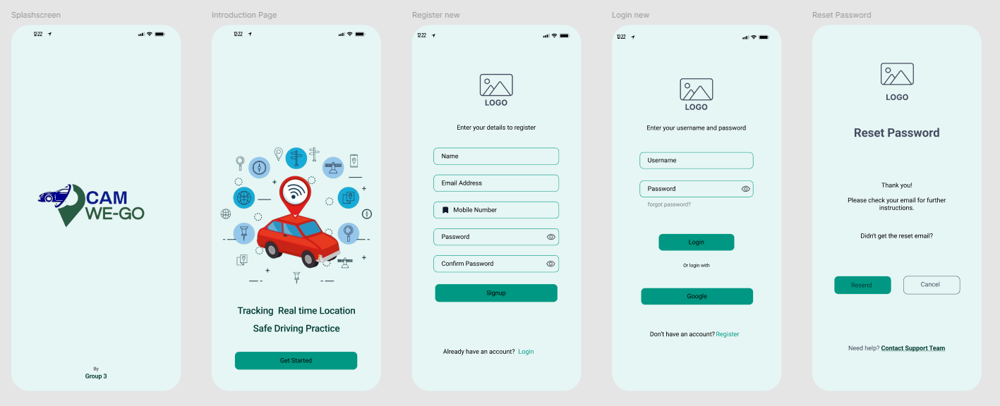 Splashscreen
12:22
CAM
WE-GO
By
Group 3
Introduction Page
12:22
Tracking  Real time Location
Safe Driving Practice
Get Started
Register new
12:22
LOGO
Enter your details to register
Name
Email Address
Mobile Number
Password
Confirm Password
Signup
Already have an account?  Login
Login new
12:22
LOGO
Enter your username and password
Username
Password
forgot password?
Login
Or login with
Google
Don't have an account? Register
Reset Password
LOGO
Reset Password
Thank you!
Please check your email for further
instructions.
Didn't get the reset email?
Resend
Cancel
Need help? Contact Support Team